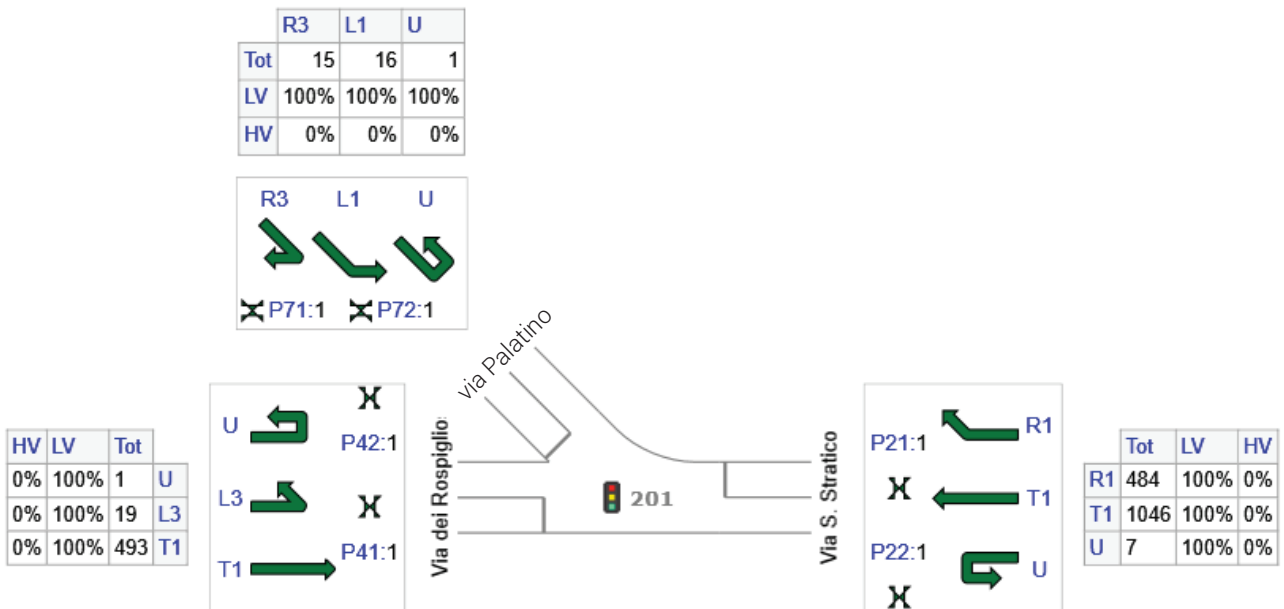 R3 L1 U
Tot 15 16 1
LV 100% 100% 100%
HV 0% 0% 0%
R3 L1 U
P71:1 P72:1
via Palatino
HV LV Tot
0% 100% 1 U
0% 100% 19 L3
0% 100% 493 T1
U
P42:1
L3
P41:1
T1
Via dei Rospiglio
201
Via S. Stratico
R1
P21:1
T1
P22:1
U
Tot LV HV
R1 484 100% 0%
T1 1046 100% 0%
U 7 100% 0%